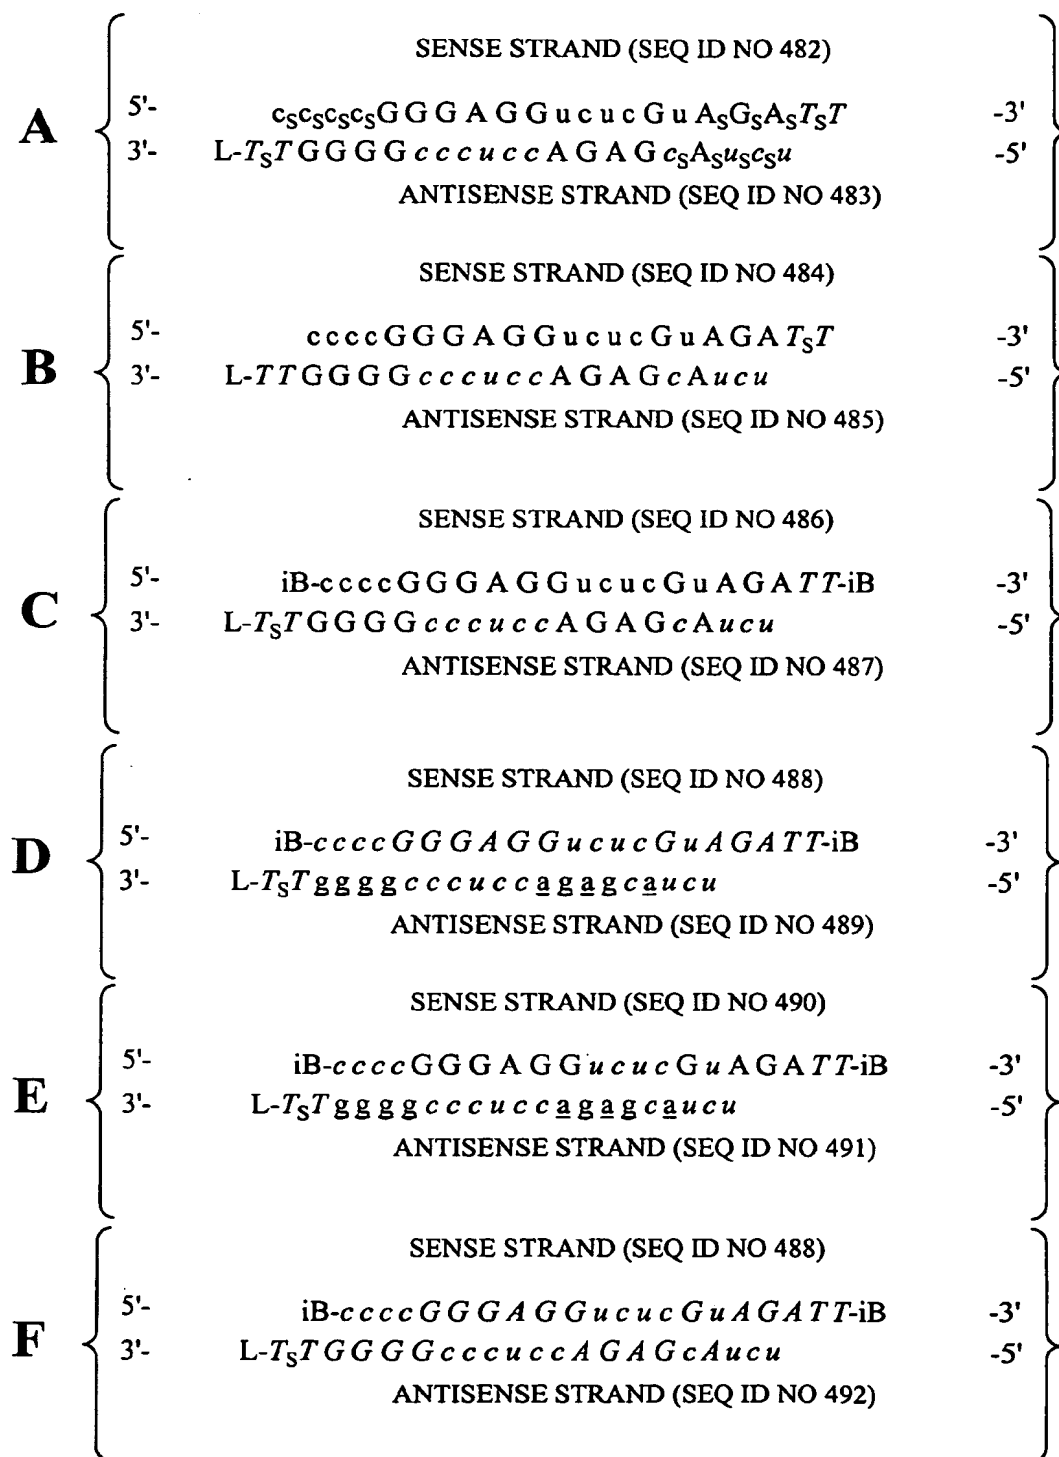 SENSE STRAND (SEQ ID NO 482)
5'- cScScScSGGGAGGucucGuASGSASTST -3'
A
3'- L-TSTGGGGcccuccAGAGcSASuScSu -5'
ANTISENSE STRAND (SEQ ID NO 483)
SENSE STRAND (SEQ ID NO 484)
5'- ccccGGGAGGucucGuAGATST -3'
B
3'- L-TTGGGGcccuccAGAGcAucu -5'
ANTISENSE STRAND (SEQ ID NO 485)
SENSE STRAND (SEQ ID NO 486)
5'- iB-ccccGGGAGGucucGuAGATT-iB -3'
C
3'- L-TSTGGGGcccuccAGAGcAucu -5'
ANTISENSE STRAND (SEQ ID NO 487)
SENSE STRAND (SEQ ID NO 488)
5'- iB-ccccGGGAGGucucGuAGATT-iB -3'
D
3'- L-TSTggggcccuccagagcaucu -5'
ANTISENSE STRAND (SEQ ID NO 489)
SENSE STRAND (SEQ ID NO 490)
5'- iB-ccccGGGAGGucucGuAGATT-iB -3'
E
3'- L-TSTggggcccuccagagcaucu -5'
ANTISENSE STRAND (SEQ ID NO 491)
SENSE STRAND (SEQ ID NO 488)
5'- iB-ccccGGGAGGucucGuAGATT-iB -3'
F
3'- L-TSTGGGGcccuccAGAGcAucu -5'
ANTISENSE STRAND (SEQ ID NO 492)